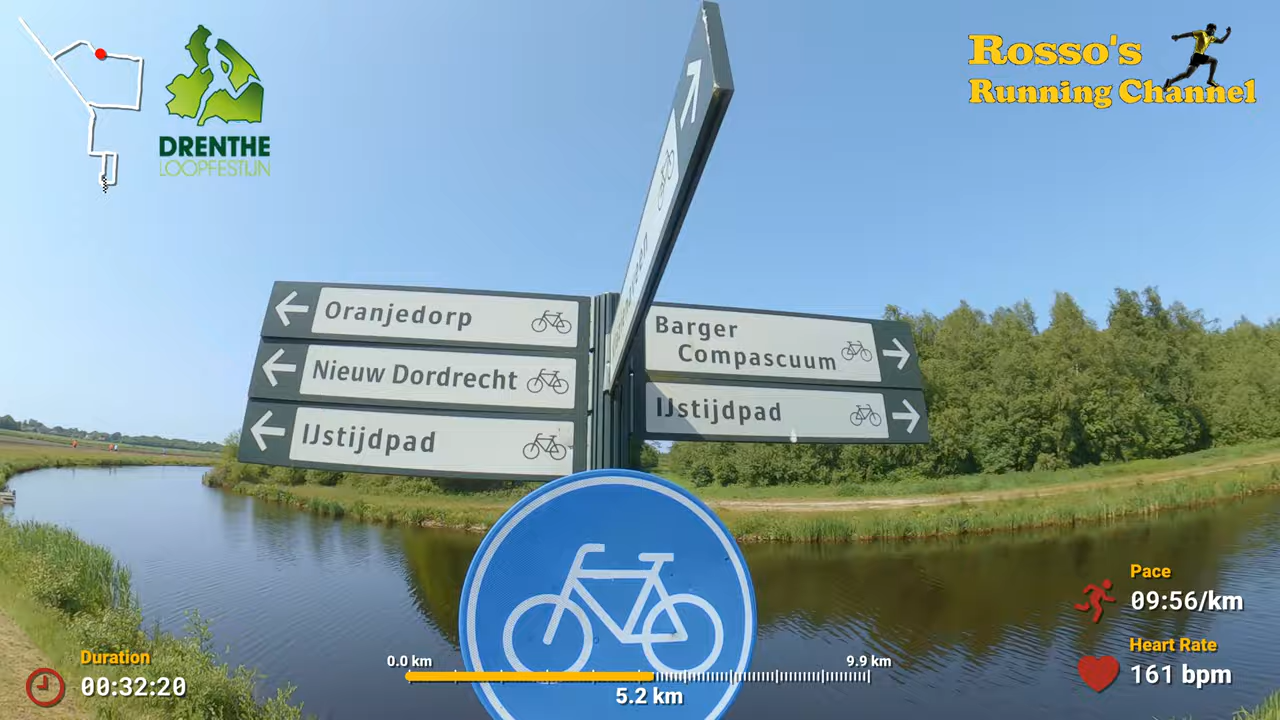 DRENTHE
LOOPFESTIJN
Rosso's
Running Channel
Oranjedorp
Nieuw Dordrecht
IJstijdpad
Barger
Compascuum
IJstijdpad
Pace
09:56/km
Heart Rate
161 bpm
Duration
00:32:20
0.0 km
9.9 km
5.2 km